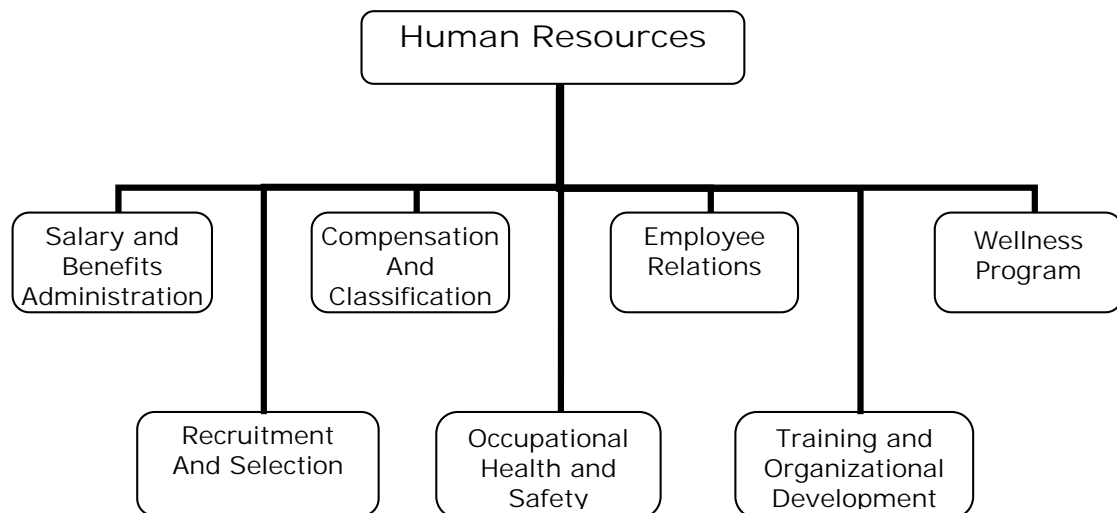 Human Resources
Salary and
Benefits
Administration
Compensation
And
Classification
Employee
Relations
Wellness
Program
Recruitment
And Selection
Occupational
Health and
Safety
Training and
Organizational
Development